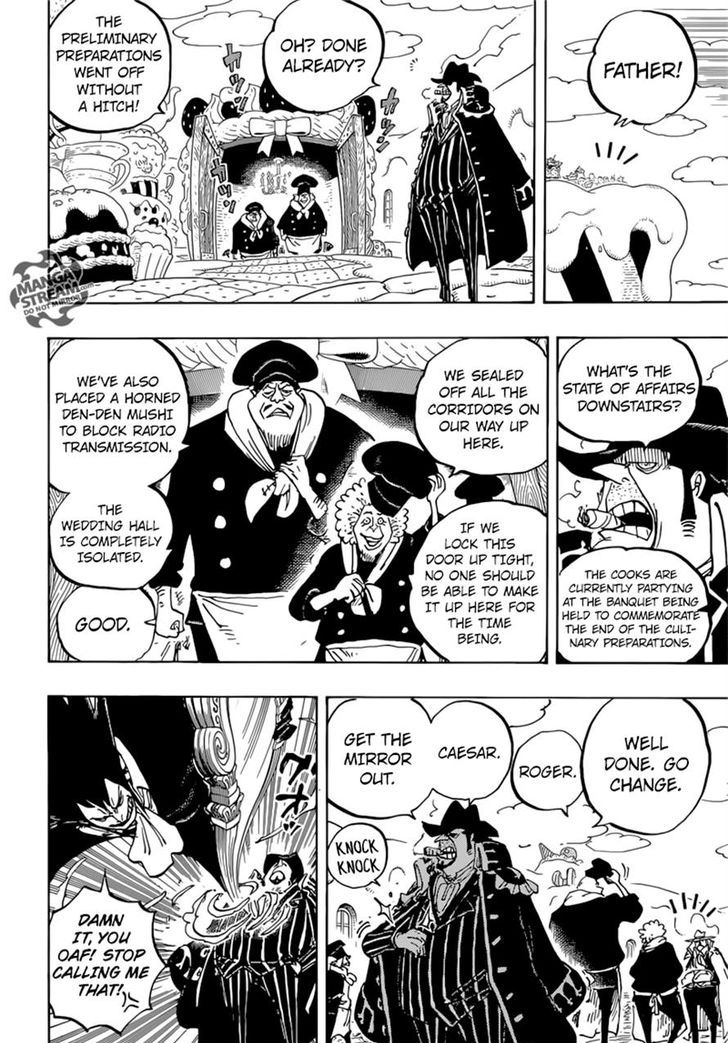 FATHER!
OH? DONE
ALREADY?
THE
PRELIMINARY
PREPARATIONS
WENT OFF
WITHOUT
A HITCH!
MANGA
STREAM.com
DO NOT MIRROR
WHAT'S THE
STATE OF AFFAIRS
DOWNSTAIRS?
THE COOKS ARE
CURRENTLY PARTYING
AT THE BANQUET BEING
HELD TO COMMEMORATE
THE END OF THE CULI-
NARY PREPARATIONS.
WE SEALED
OFF ALL THE
CORRIDORS ON
OUR WAY UP
HERE.
IF WE
LOCK THIS
DOOR UP TIGHT,
NO ONE SHOULD
BE ABLE TO MAKE
IT UP HERE FOR
THE TIME
BEING.
WE'VE ALSO
PLACED A HORNED
DEN-DEN MUSHI
TO BLOCK RADIO
TRANSMISSION.
THE
WEDDING HALL
IS COMPLETELY
ISOLATED.
GOOD.
WELL
DONE. GO
CHANGE.
ROGER.
CAESAR.
GET THE
MIRROR
OUT.
KNOCK
KNOCK
DAMN
IT, YOU
OAF! STOP
CALLING ME
THAT!